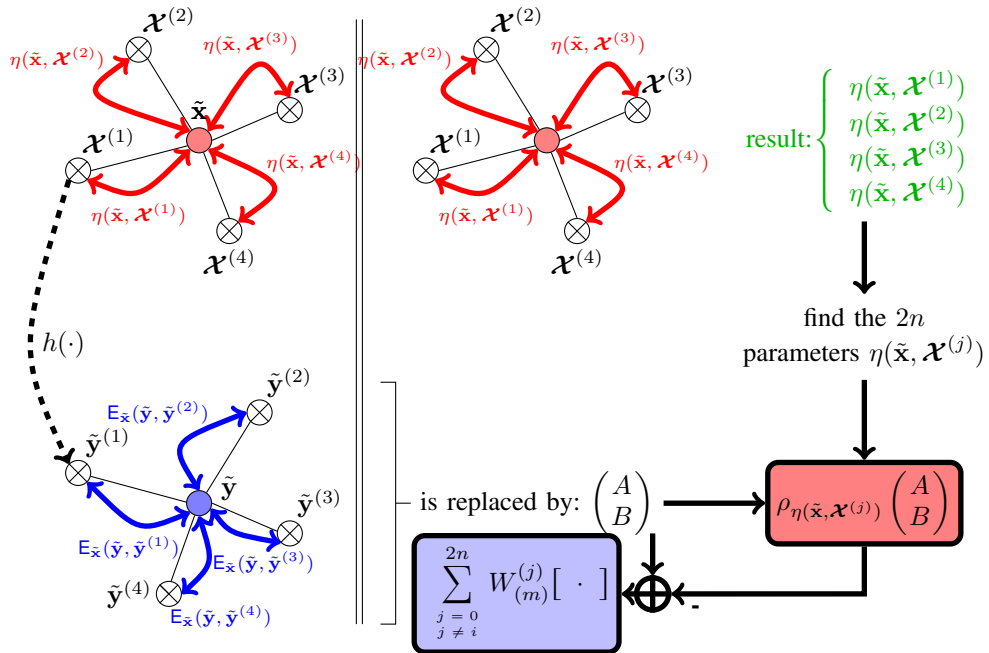 𝓧^(2)
η(x̃, 𝓧^(2))
η(x̃, 𝓧^(3))
𝓧^(3)
x̃
𝓧^(1)
η(x̃, 𝓧^(4))
η(x̃, 𝓧^(1))
𝓧^(4)
h(·)
ỹ^(2)
E_x̃(ỹ, ỹ^(2))
ỹ^(1)
ỹ
ỹ^(3)
E_x̃(ỹ, ỹ^(1))
E_x̃(ỹ, ỹ^(3))
ỹ^(4)
E_x̃(ỹ, ỹ^(4))
𝓧^(2)
η(x̃, 𝓧^(2))
η(x̃, 𝓧^(3))
𝓧^(3)
𝓧^(1)
η(x̃, 𝓧^(4))
η(x̃, 𝓧^(1))
𝓧^(4)
result: {
η(x̃, 𝓧^(1))
η(x̃, 𝓧^(2))
η(x̃, 𝓧^(3))
η(x̃, 𝓧^(4))
find the 2n
parameters η(x̃, 𝓧^(j))
is replaced by: (A
B)
ρ_η(x̃,𝓧^(j)) (A
B)
2n
∑ W_(m)^(j) [ · ]
j = 0
j ≠ i
-